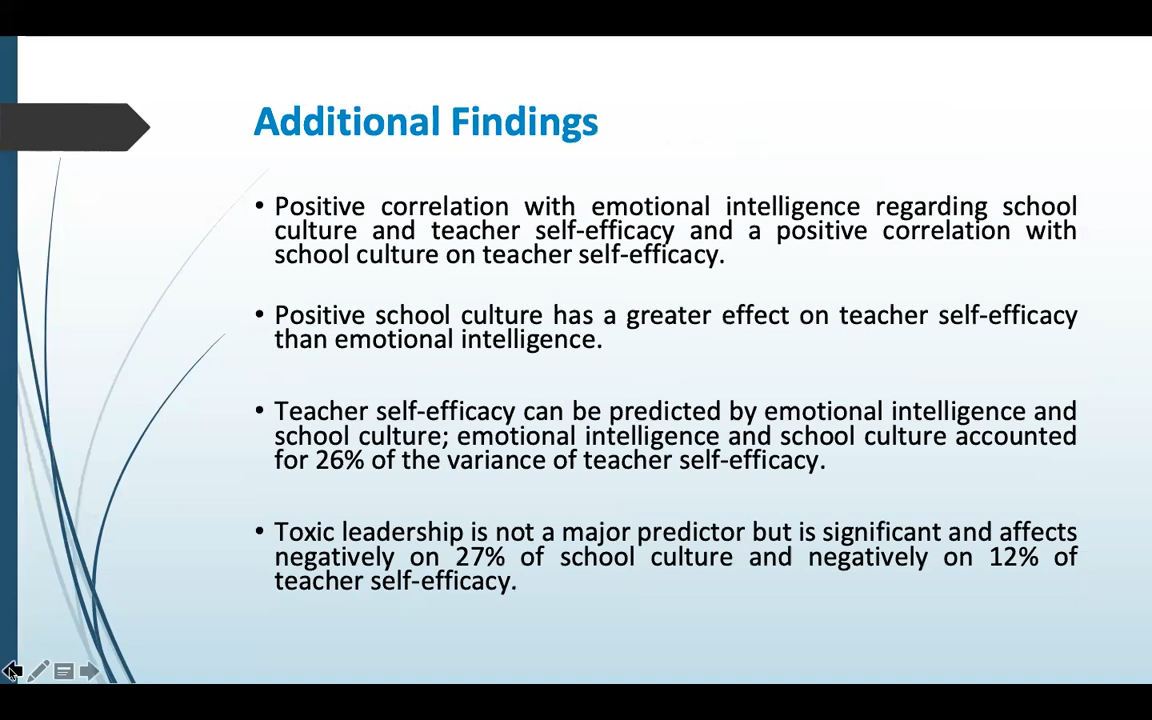 Additional Findings
• Positive correlation with emotional intelligence regarding school
culture and teacher self-efficacy and a positive correlation with
school culture on teacher self-efficacy.
• Positive school culture has a greater effect on teacher self-efficacy
than emotional intelligence.
• Teacher self-efficacy can be predicted by emotional intelligence and
school culture; emotional intelligence and school culture accounted
for 26% of the variance of teacher self-efficacy.
• Toxic leadership is not a major predictor but is significant and affects
negatively on 27% of school culture and negatively on 12% of
teacher self-efficacy.